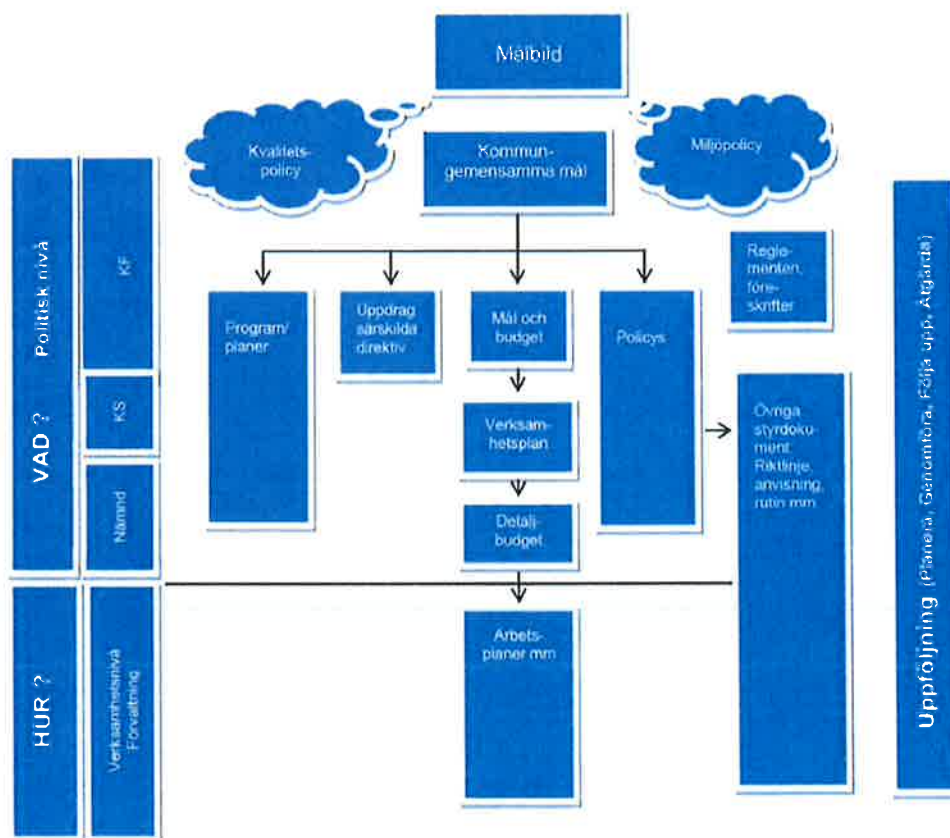 Målbild
Kvalitets-
policy
Kommun-
gemensamma mål
Miljöpolicy
Politisk nivå
VAD ?
KF
KS
Nämnd
Program/
planer
Uppdrag
särskilda
direktiv
Mål och
budget
Policys
Regle-
menten,
före-
skrifter
Verksam-
hetsplan
Övriga
styrdoku-
ment
Riktlinje,
anvisning,
rutin mm
Detalj-
budget
HUR ?
Verksamhetsnivå
Förvaltning
Arbets-
planer mm
Uppföljning (Planera, Genomföra, Följa upp, Åtgärda)